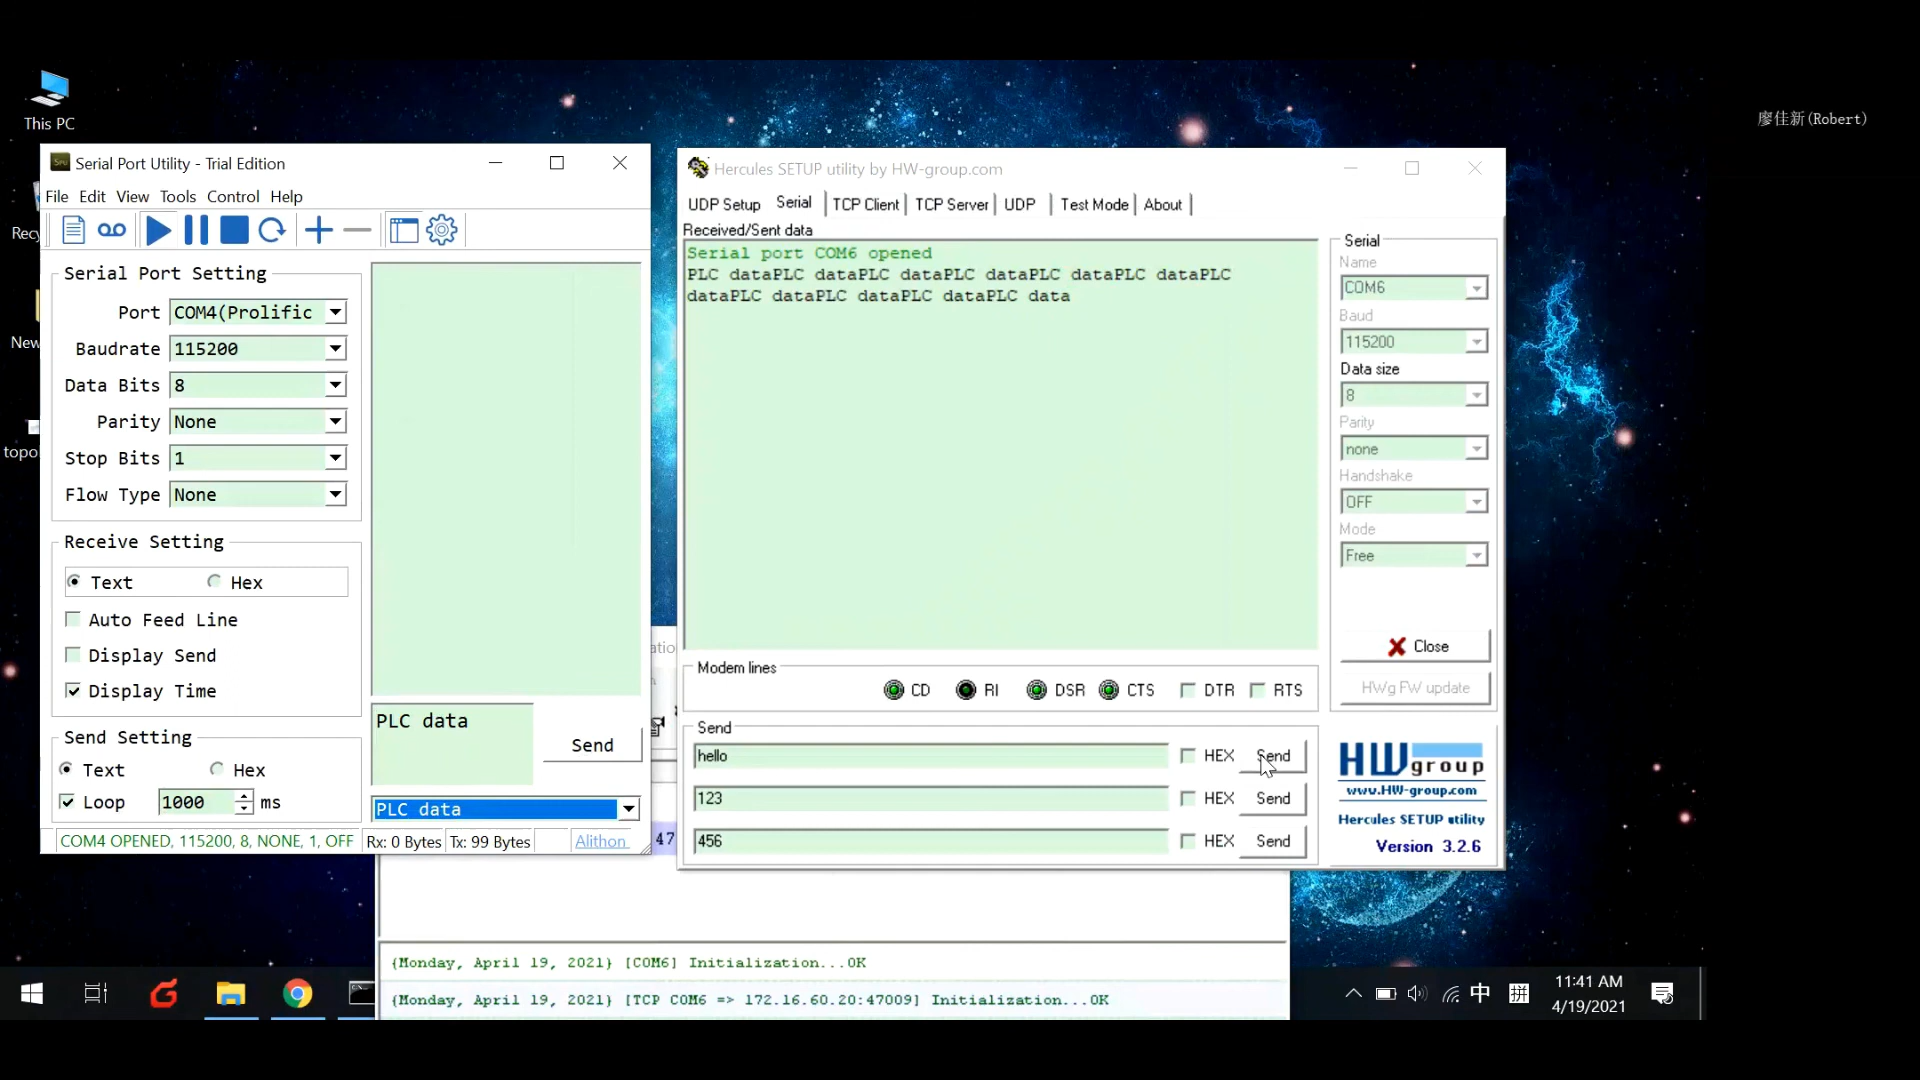 This PC
Recy
New
topo
廖佳新(Robert)
Serial Port Utility - Trial Edition
File Edit View Tools Control Help
Serial Port Setting
Port COM4(Prolific
Baudrate 115200
Data Bits 8
Parity None
Stop Bits 1
Flow Type None
Receive Setting
Text Hex
Auto Feed Line
Display Send
Display Time
Send Setting
Text Hex
Loop 1000 ms
PLC data
Send
PLC data
COM4 OPENED, 115200, 8, NONE, 1, OFF Rx: 0 Bytes Tx: 99 Bytes Alithon
47
Hercules SETUP utility by HW-group.com
UDP Setup Serial TCP Client TCP Server UDP Test Mode About
Received/Sent data
Serial port COM6 opened
PLC dataPLC dataPLC dataPLC dataPLC dataPLC dataPLC
dataPLC dataPLC dataPLC dataPLC data
Serial
Name
COM6
Baud
115200
Data size
8
Parity
none
Handshake
OFF
Mode
Free
Close
HWg FW update
Modem lines
CD RI DSR CTS DTR RTS
Send
hello HEX Send
123 HEX Send
456 HEX Send
HW group
www.HW-group.com
Hercules SETUP utility
Version 3.2.6
{Monday, April 19, 2021} [COM6] Initialization...OK
{Monday, April 19, 2021} [TCP COM6 => 172.16.60.20:47009] Initialization...OK
中 拼
11:41 AM
4/19/2021